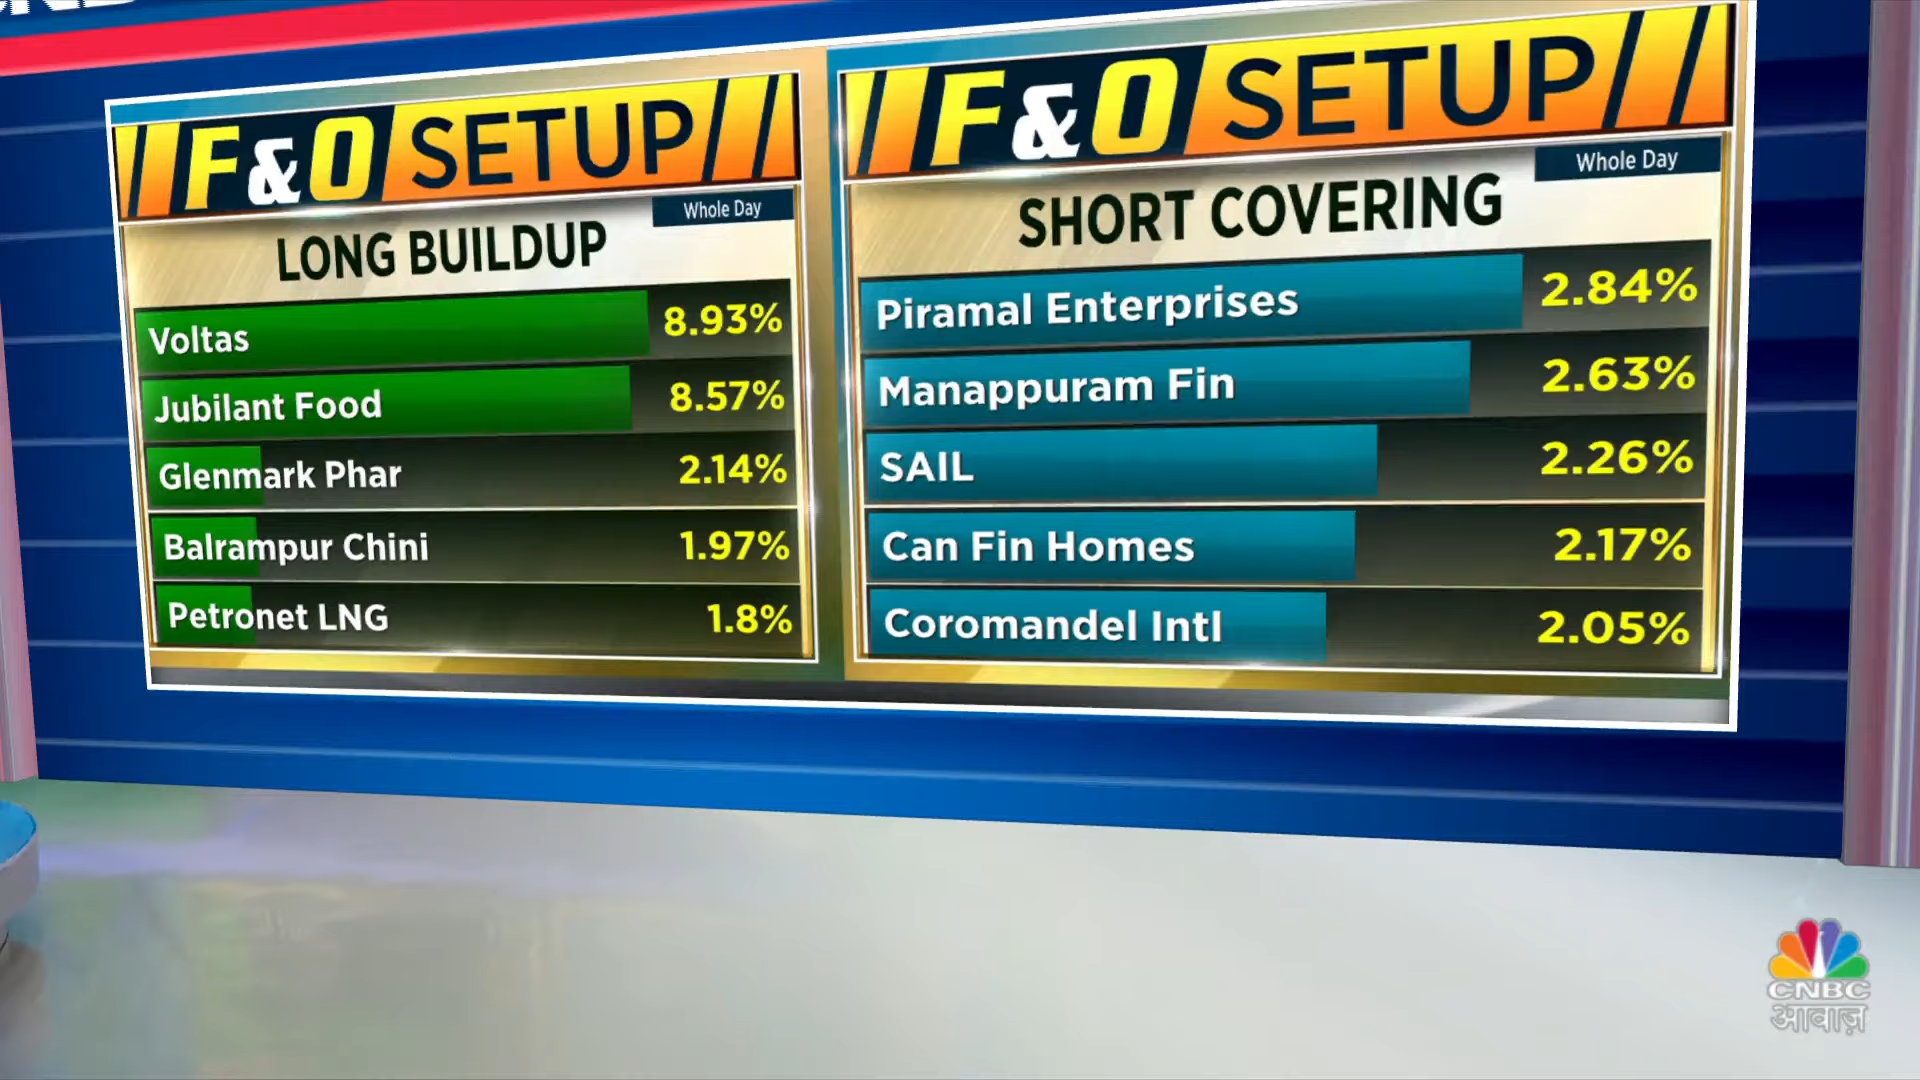 F&O SETUP
Whole Day
LONG BUILDUP
Voltas 8.93%
Jubilant Food 8.57%
Glenmark Phar 2.14%
Balrampur Chini 1.97%
Petronet LNG 1.8%
F&O SETUP
Whole Day
SHORT COVERING
Piramal Enterprises 2.84%
Manappuram Fin 2.63%
SAIL 2.26%
Can Fin Homes 2.17%
Coromandel Intl 2.05%
CNBC
आवाज़